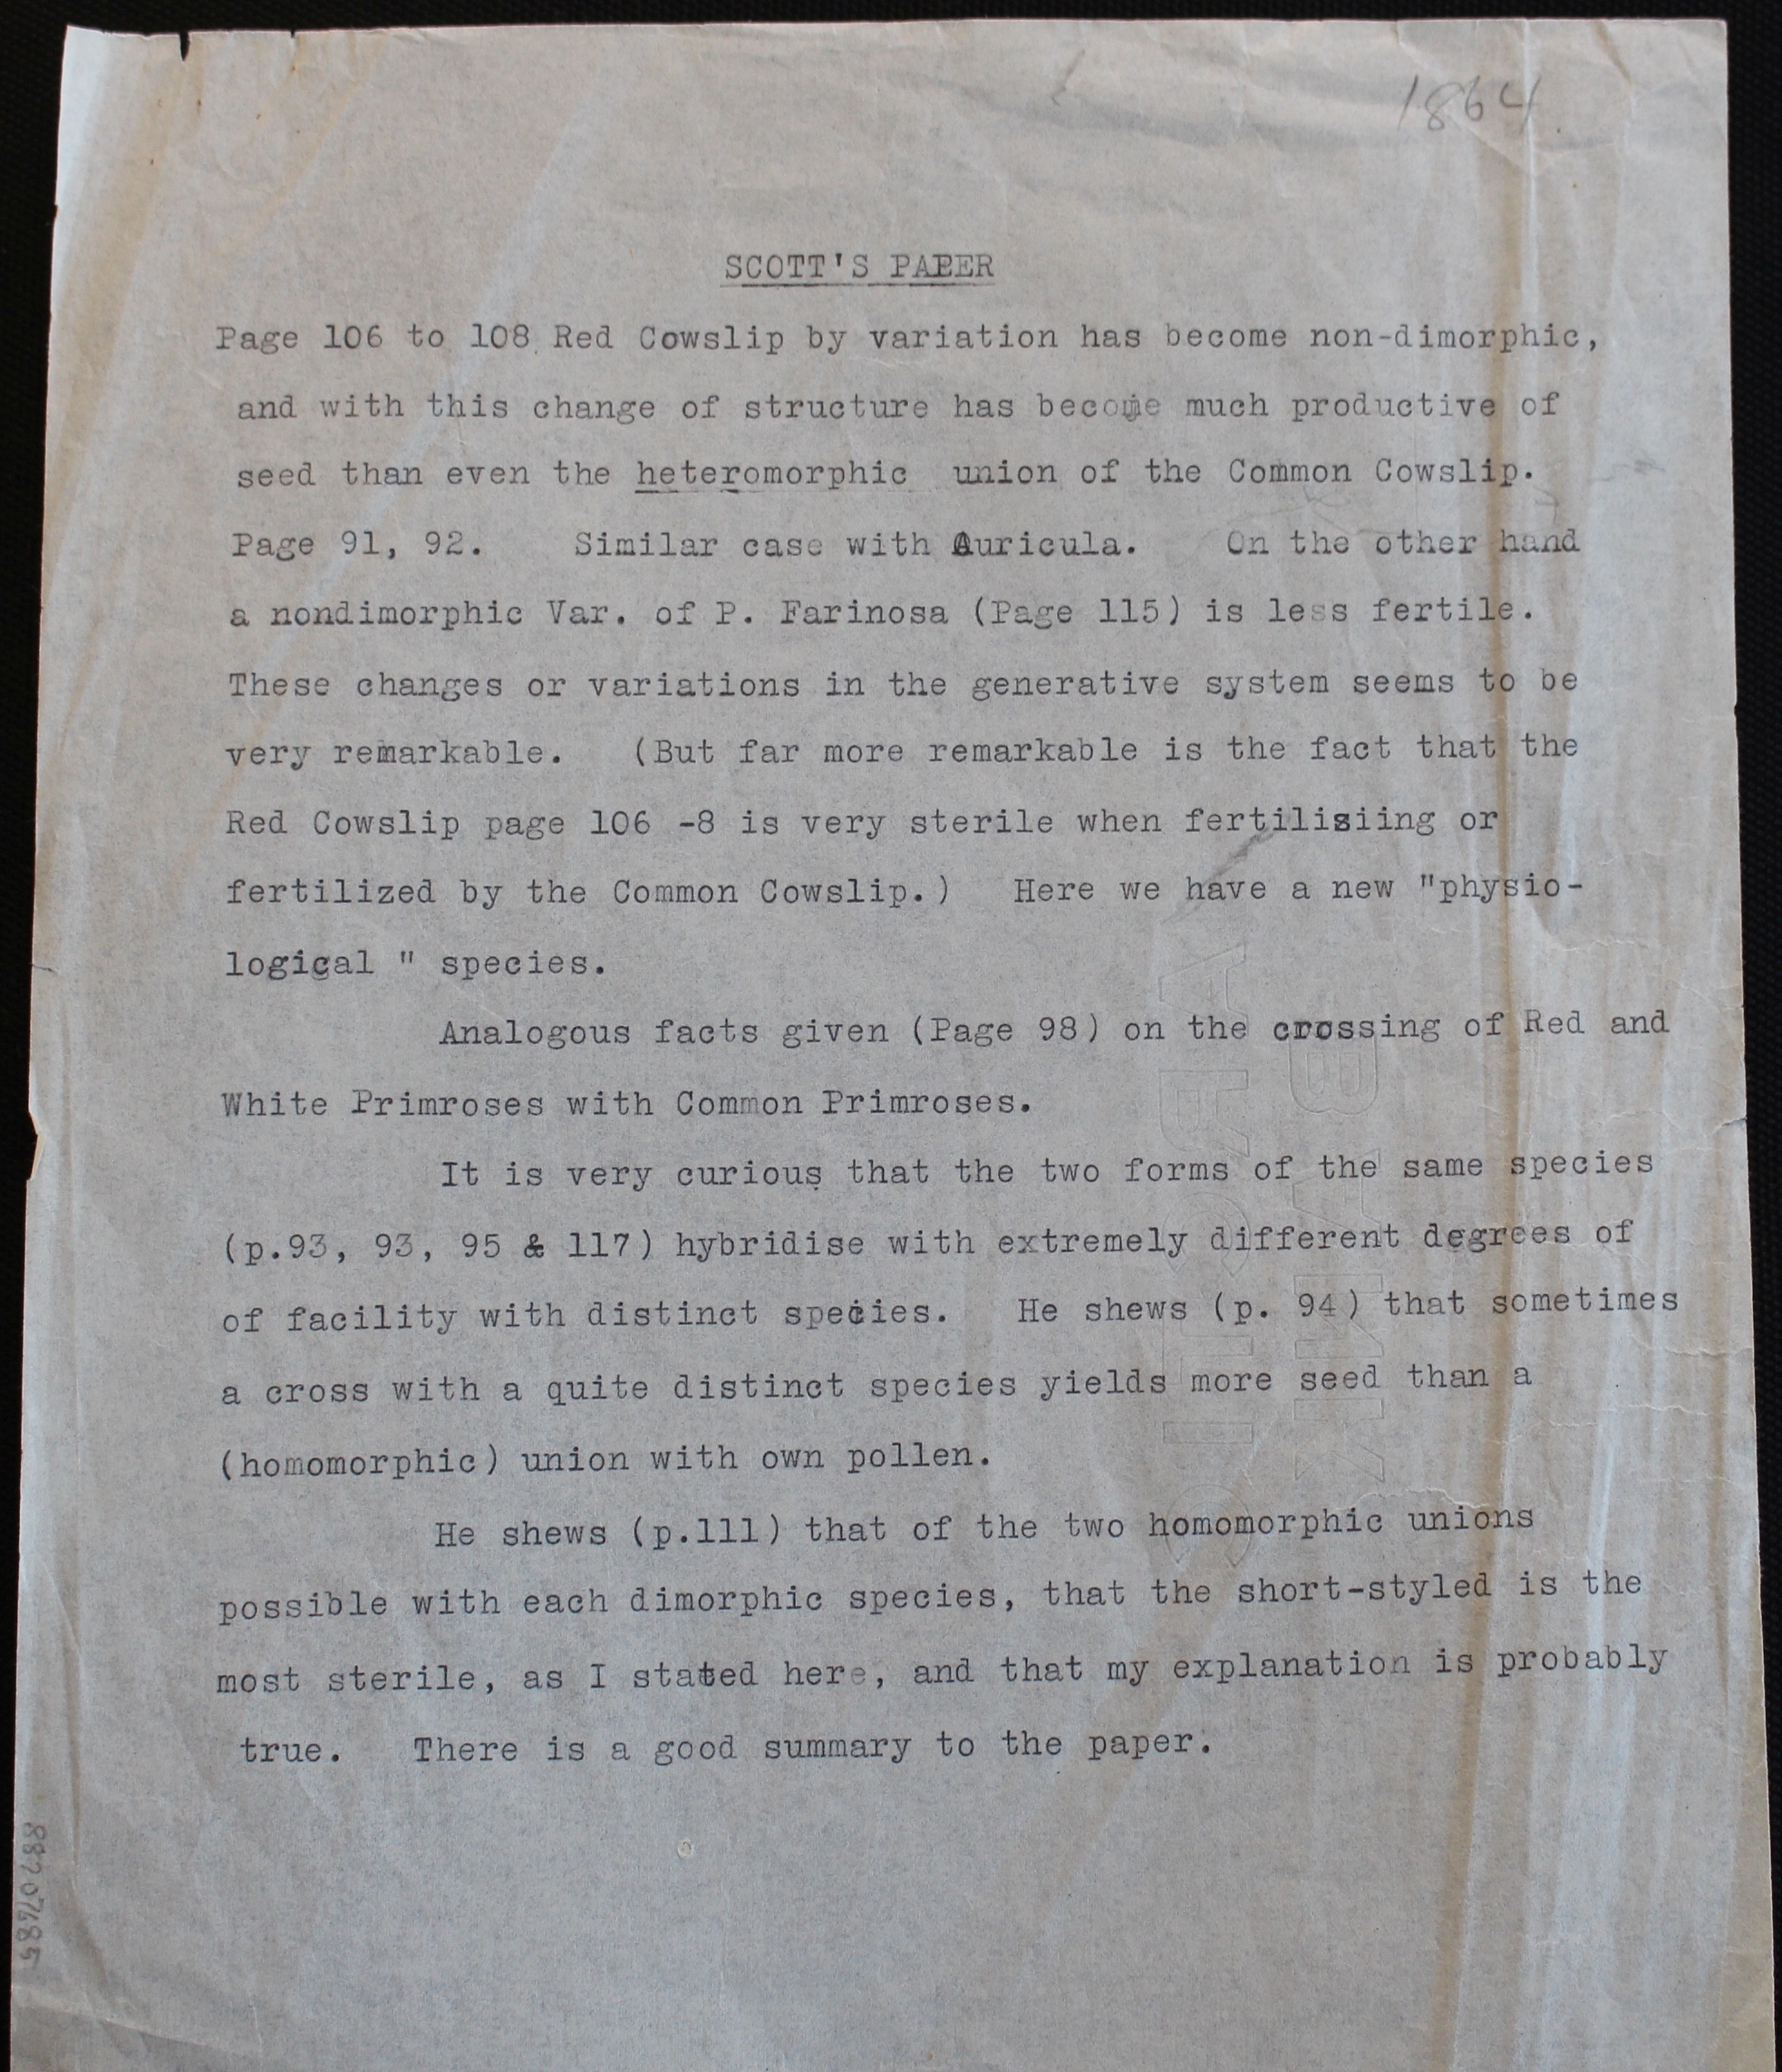 1864
SCOTT'S PAPER
Page 106 to 108 Red Cowslip by variation has become non-dimorphic,
and with this change of structure has become much productive of
seed than even the heteromorphic union of the Common Cowslip.
Page 91, 92. Similar case with Auricula. On the other hand
a nondimorphic Var. of P. Farinosa (Page 115) is less fertile.
These changes or variations in the generative system seems to be
very remarkable. (But far more remarkable is the fact that the
Red Cowslip page 106 -8 is very sterile when fertilisiing or
fertilized by the Common Cowslip.) Here we have a new "physio-
logical " species.
Analogous facts given (Page 98) on the crossing of Red and
White Primroses with Common Primroses.
It is very curious that the two forms of the same species
(p.93, 93, 95 & 117) hybridise with extremely different degrees of
of facility with distinct species. He shews (p. 94) that sometimes
a cross with a quite distinct species yields more seed than a
(homomorphic) union with own pollen.
He shews (p.111) that of the two homomorphic unions
possible with each dimorphic species, that the short-styled is the
most sterile, as I stated here, and that my explanation is probably
true. There is a good summary to the paper.